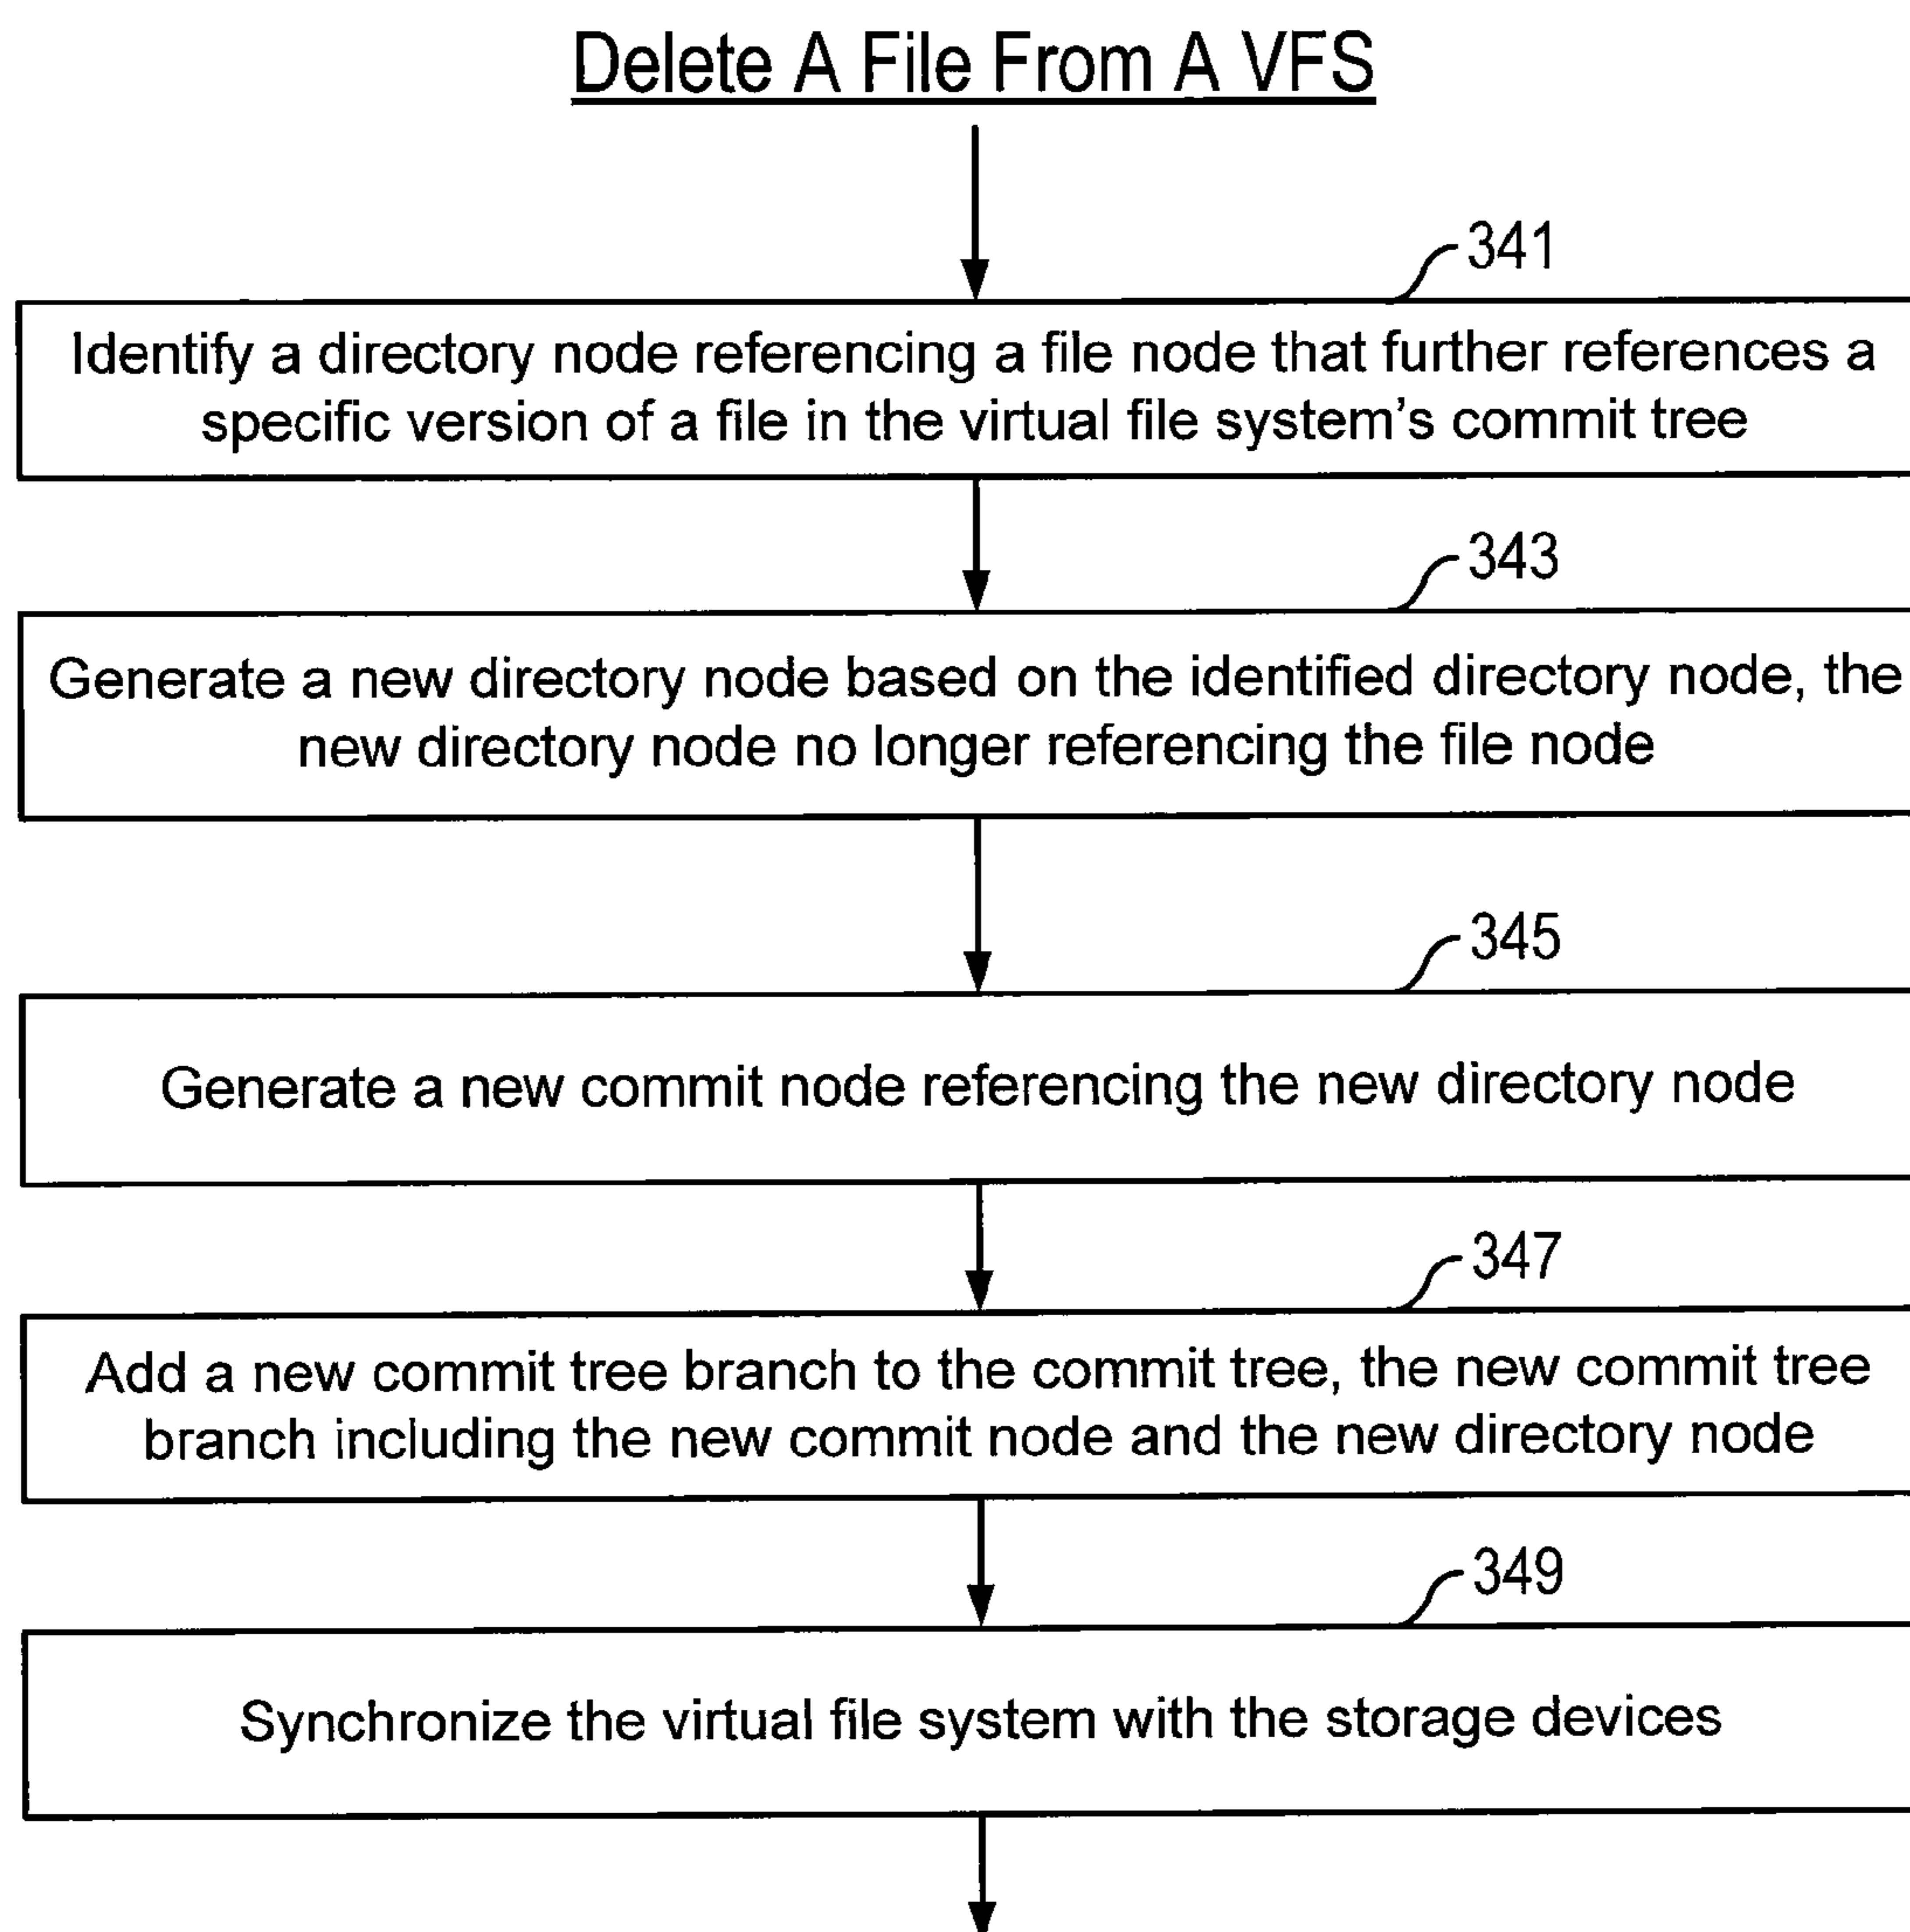 Delete A File From A VFS
341
Identify a directory node referencing a file node that further references a
specific version of a file in the virtual file system's commit tree
343
Generate a new directory node based on the identified directory node, the
new directory node no longer referencing the file node
345
Generate a new commit node referencing the new directory node
347
Add a new commit tree branch to the commit tree, the new commit tree
branch including the new commit node and the new directory node
349
Synchronize the virtual file system with the storage devices